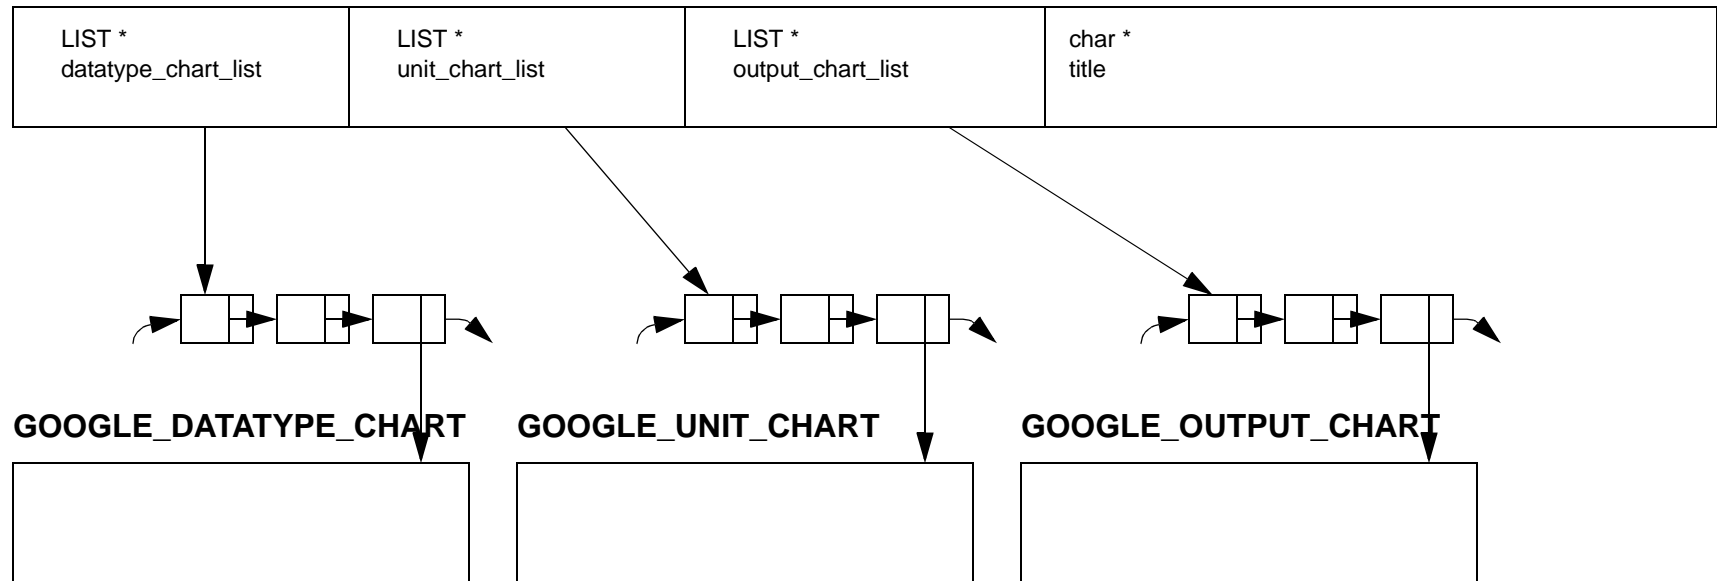 LIST *
datatype_chart_list
LIST *
unit_chart_list
LIST *
output_chart_list
char *
title
GOOGLE_DATATYPE_CHART
GOOGLE_UNIT_CHART
GOOGLE_OUTPUT_CHART